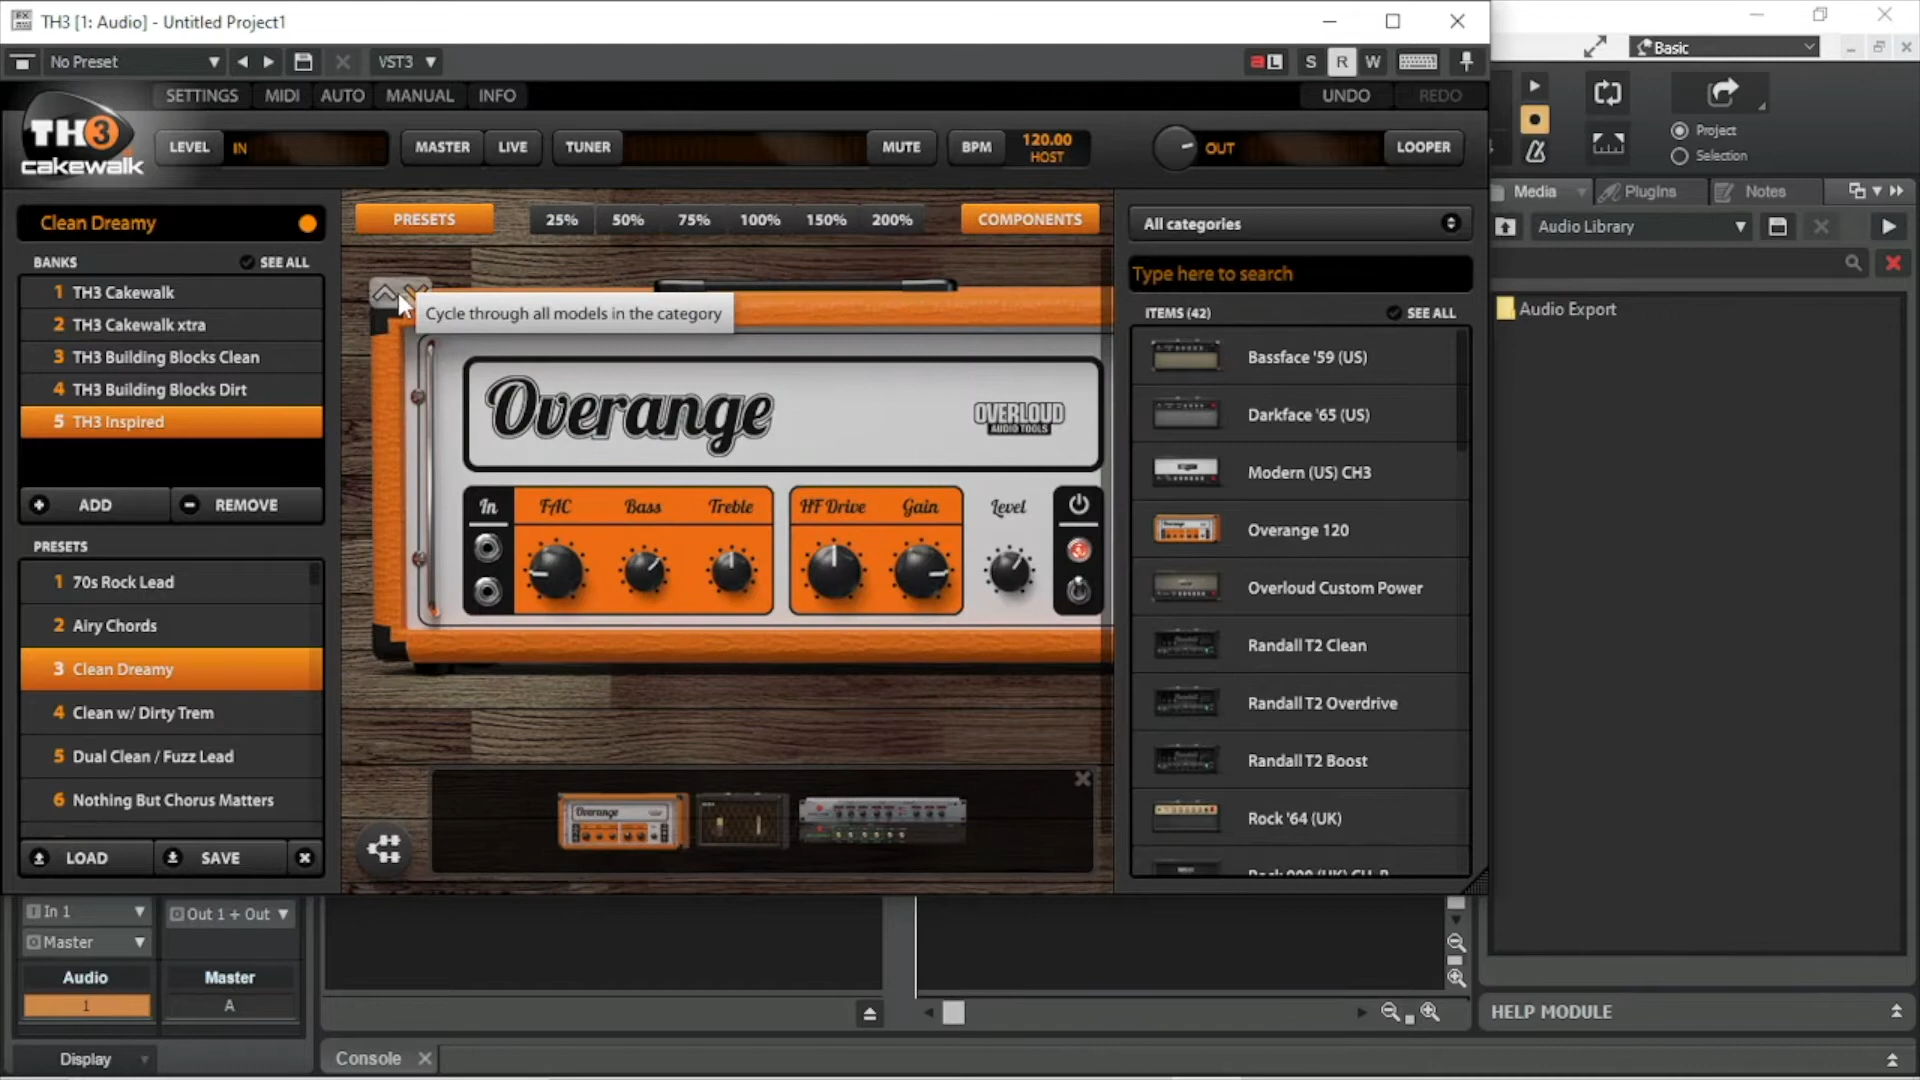 TH3 [1: Audio] - Untitled Project1
No Preset
VST3
S
R
W
Basic
SETTINGS
MIDI
AUTO
MANUAL
INFO
UNDO
REDO
TH3
cakewalk
LEVEL
IN
MASTER
LIVE
TUNER
MUTE
BPM
120.00
HOST
OUT
LOOPER
Project
Selection
Media
PlugIns
Notes
Audio Library
Audio Export
Clean Dreamy
BANKS
SEE ALL
1 TH3 Cakewalk
2 TH3 Cakewalk xtra
3 TH3 Building Blocks Clean
4 TH3 Building Blocks Dirt
5 TH3 Inspired
ADD
REMOVE
PRESETS
1 70s Rock Lead
2 Airy Chords
3 Clean Dreamy
4 Clean w/ Dirty Trem
5 Dual Clean / Fuzz Lead
6 Nothing But Chorus Matters
LOAD
SAVE
PRESETS
25%
50%
75%
100%
150%
200%
COMPONENTS
Cycle through all models in the category
Overange
OVERLOUD
AUDIO TOOLS
In
FAC
Bass
Treble
HF Drive
Gain
Level
Overange
All categories
Type here to search
ITEMS (42)
SEE ALL
Bassface '59 (US)
Darkface '65 (US)
Modern (US) CH3
Overange 120
Overloud Custom Power
Randall T2 Clean
Randall T2 Overdrive
Randall T2 Boost
Rock '64 (UK)
In 1
Out 1 + Out
Master
Audio
Master
1
A
Display
Console
HELP MODULE